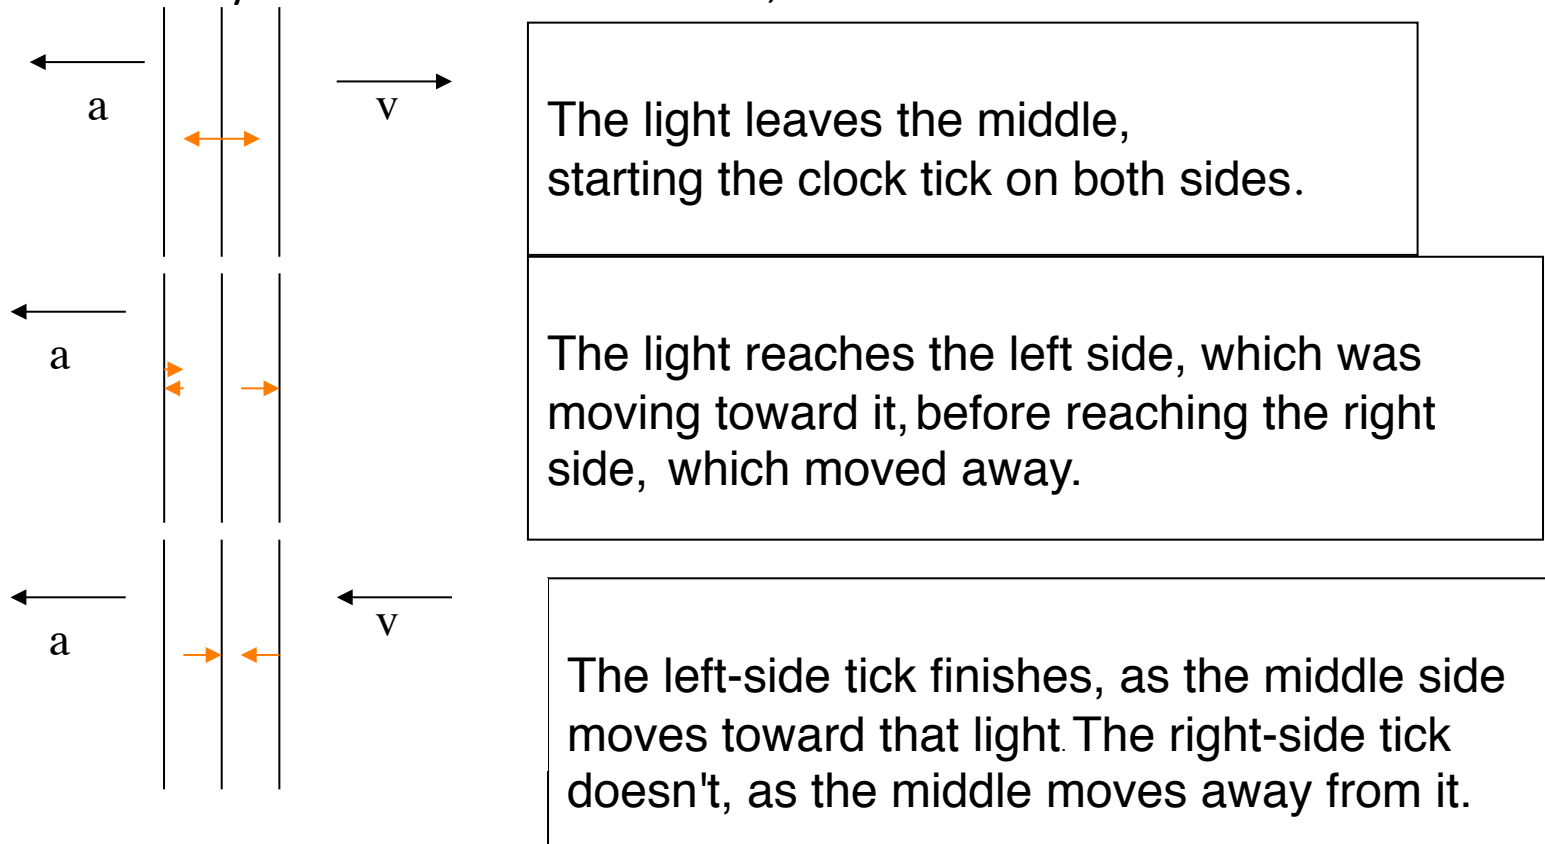 a
v
The light leaves the middle,
starting the clock tick on both sides.
a
The light reaches the left side, which was
moving toward it, before reaching the right
side, which moved away.
a
v
The left-side tick finishes, as the middle side
moves toward that light. The right-side tick
doesn't, as the middle moves away from it.